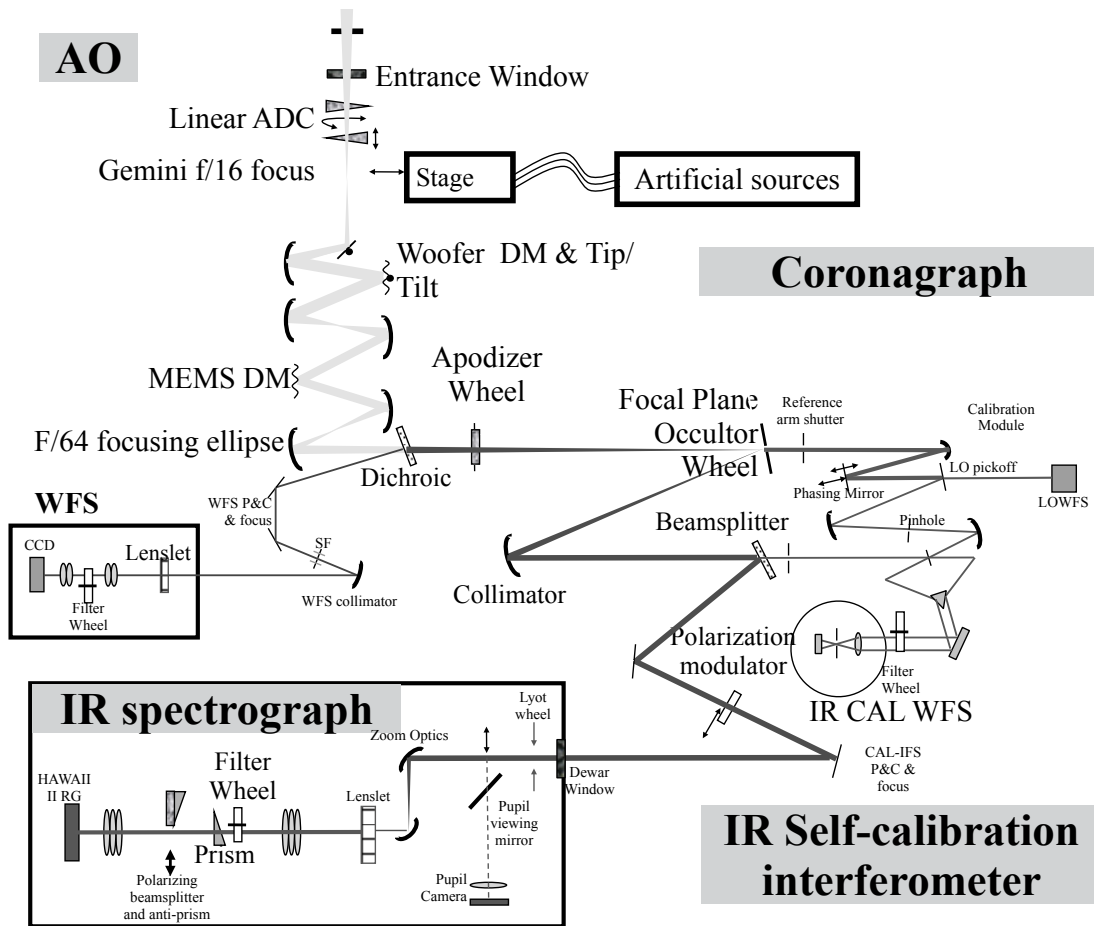 AO
Entrance Window
Linear ADC
Gemini f/16 focus
Stage
Artificial sources
Woofer DM & Tip/
Tilt
Coronagraph
MEMS DM
Apodizer
Wheel
F/64 focusing ellipse
Dichroic
Focal Plane
Occultor
Wheel
Reference
arm shutter
Calibration
Module
LO pickoff
Phasing Mirror
LOWFS
WFS
WFS P&C
& focus
CCD
Lenslet
Filter
Wheel
SF
WFS collimator
Pinhole
Beamsplitter
Collimator
Polarization
modulator
Filter
Wheel
IR CAL WFS
IR spectrograph
Lyot
wheel
Zoom Optics
HAWAII
II RG
Filter
Wheel
Lenslet
Dewar
Window
CAL-IFS
P&C &
focus
Prism
Pupil
viewing
mirror
Polarizing
beamsplitter
and anti-prism
Pupil
Camera
IR Self-calibration
interferometer